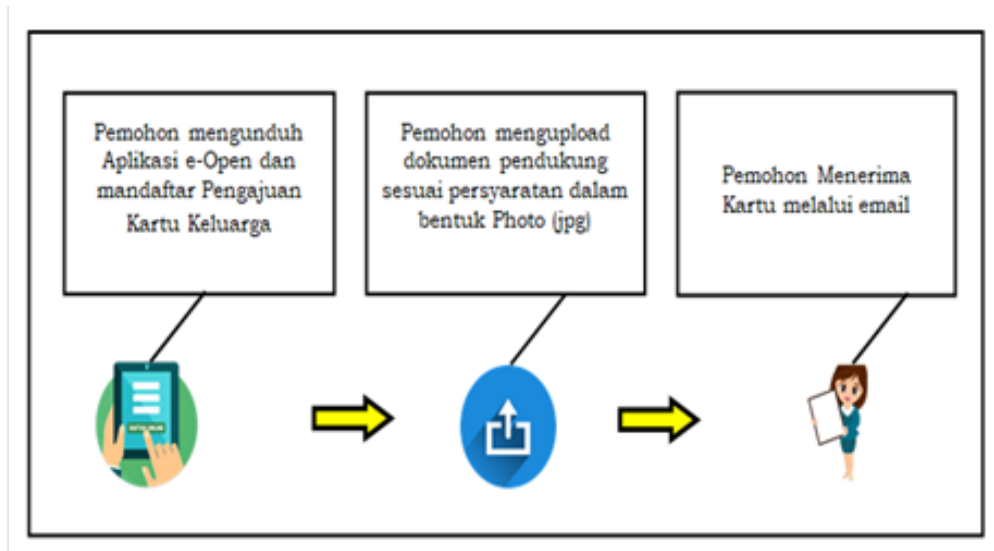 Pemohon mengunduh
Aplikasi e-Open dan
mandaftar Pengajuan
Kartu Keluarga
Pemohon mengupload
dokumen pendukung
sesuai persyaratan dalam
bentuk Photo (jpg)
Pemohon Menerima
Kartu melalui email